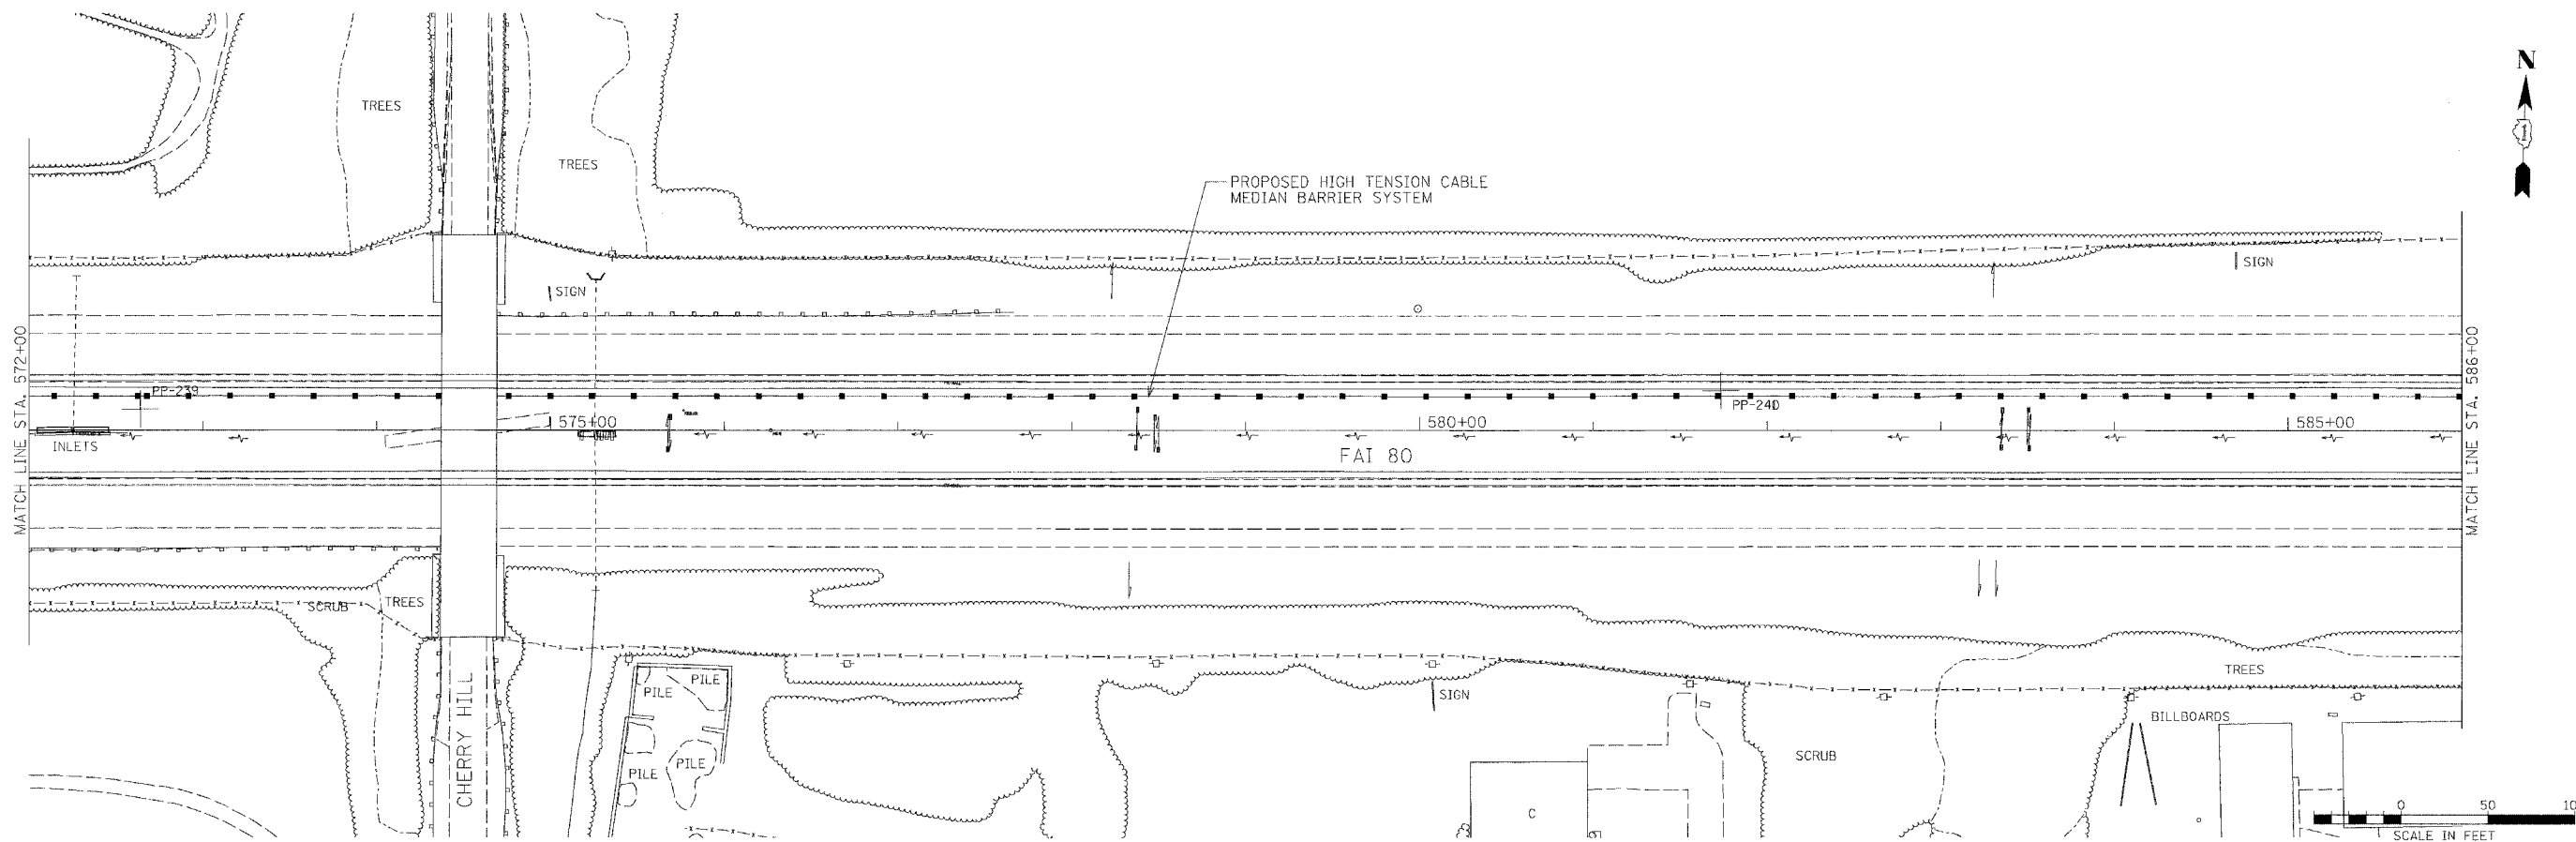 N
TREES
TREES
PROPOSED HIGH TENSION CABLE
MEDIAN BARRIER SYSTEM
SIGN
SIGN
MATCH LINE STA. 572+00
MATCH LINE STA. 586+00
PP-239
PP-240
575+00
580+00
585+00
INLETS
FAI 80
SCRUB
TREES
CHERRY HILL
PILE
PILE
PILE
PILE
SIGN
TREES
BILLBOARDS
SCRUB
C
0 50 10
SCALE IN FEET